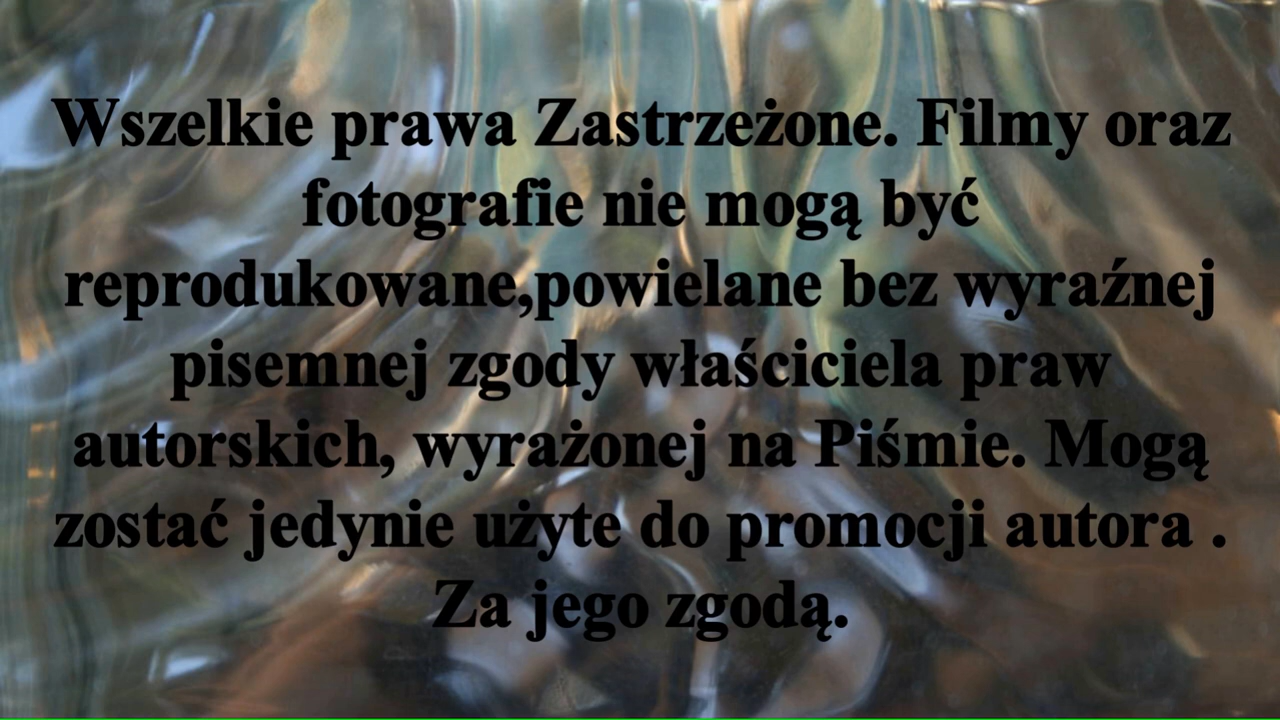 Wszelkie prawa Zastrzeżone. Filmy oraz
fotografie nie mogą być
reprodukowane,powielane bez wyraźnej
pisemnej zgody właściciela praw
autorskich, wyrażonej na Piśmie. Mogą
zostać jedynie użyte do promocji autora .
Za jego zgodą.